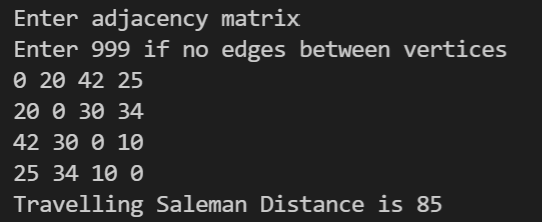 Enter adjacency matrix
Enter 999 if no edges between vertices
0 20 42 25
20 0 30 34
42 30 0 10
25 34 10 0
Travelling Saleman Distance is 85